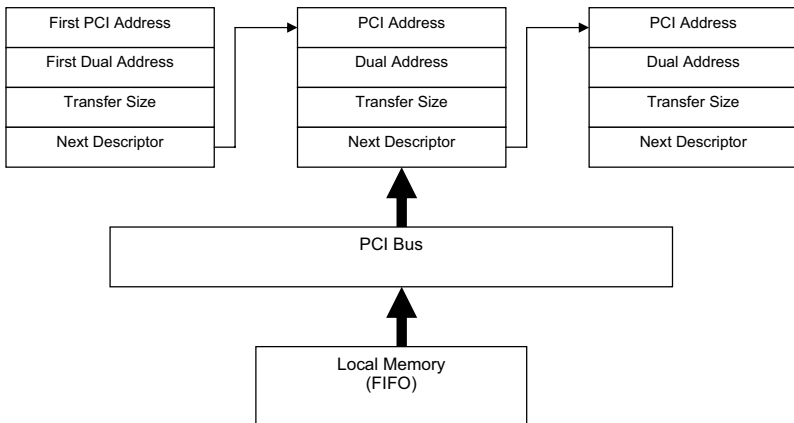 First PCI Address
First Dual Address
Transfer Size
Next Descriptor
PCI Address
Dual Address
Transfer Size
Next Descriptor
PCI Address
Dual Address
Transfer Size
Next Descriptor
PCI Bus
Local Memory
(FIFO)